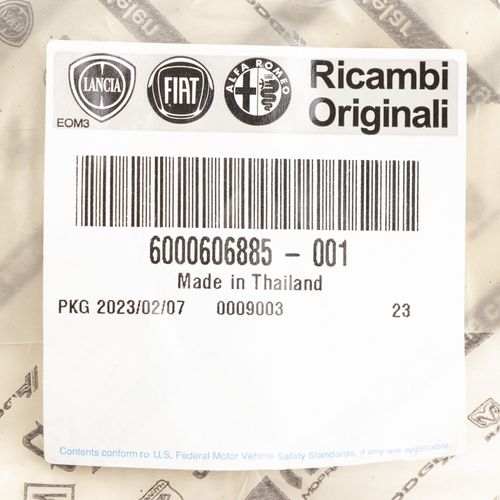 LANCIA
FIAT
ALFA ROMEO
Ricambi
Originali
EOM3
6000606885 - 001
Made in Thailand
PKG 2023/02/07 0009003 23
Contents conform to U.S. Federal Motor Vehicle Safety Standards, if any are applicable.